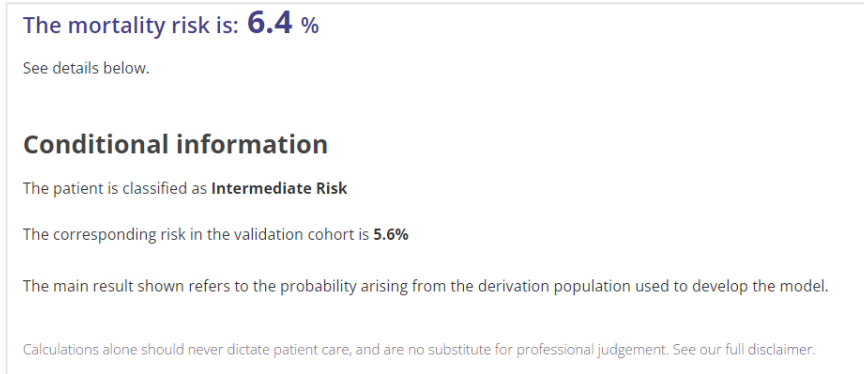 The mortality risk is: 6.4 %
See details below.
Conditional information
The patient is classified as Intermediate Risk
The corresponding risk in the validation cohort is 5.6%
The main result shown refers to the probability arising from the derivation population used to develop the model.
Calculations alone should never dictate patient care, and are no substitute for professional judgement. See our full disclaimer.